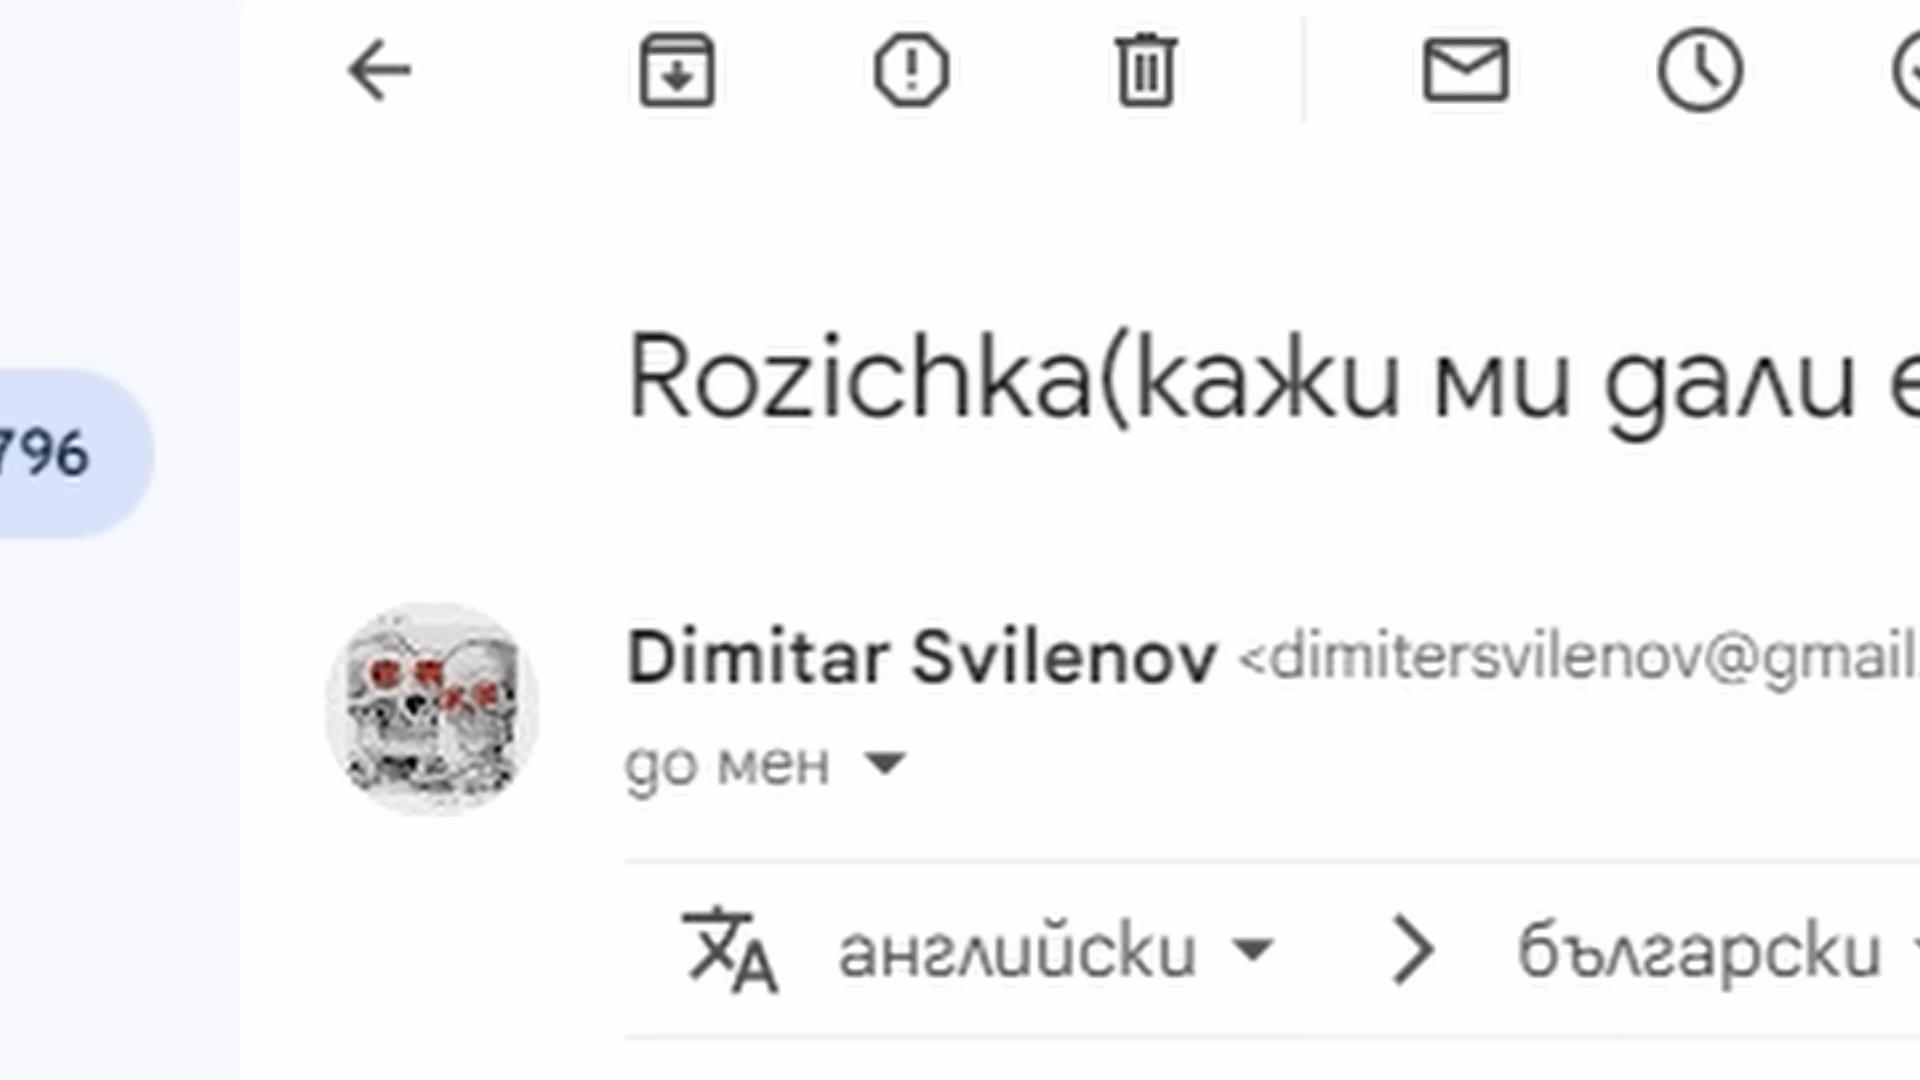 Rozichka(кажи ми дали
796
Dimitar Svilenov <dimitersvilenov@gmail.
до мен
английски > български